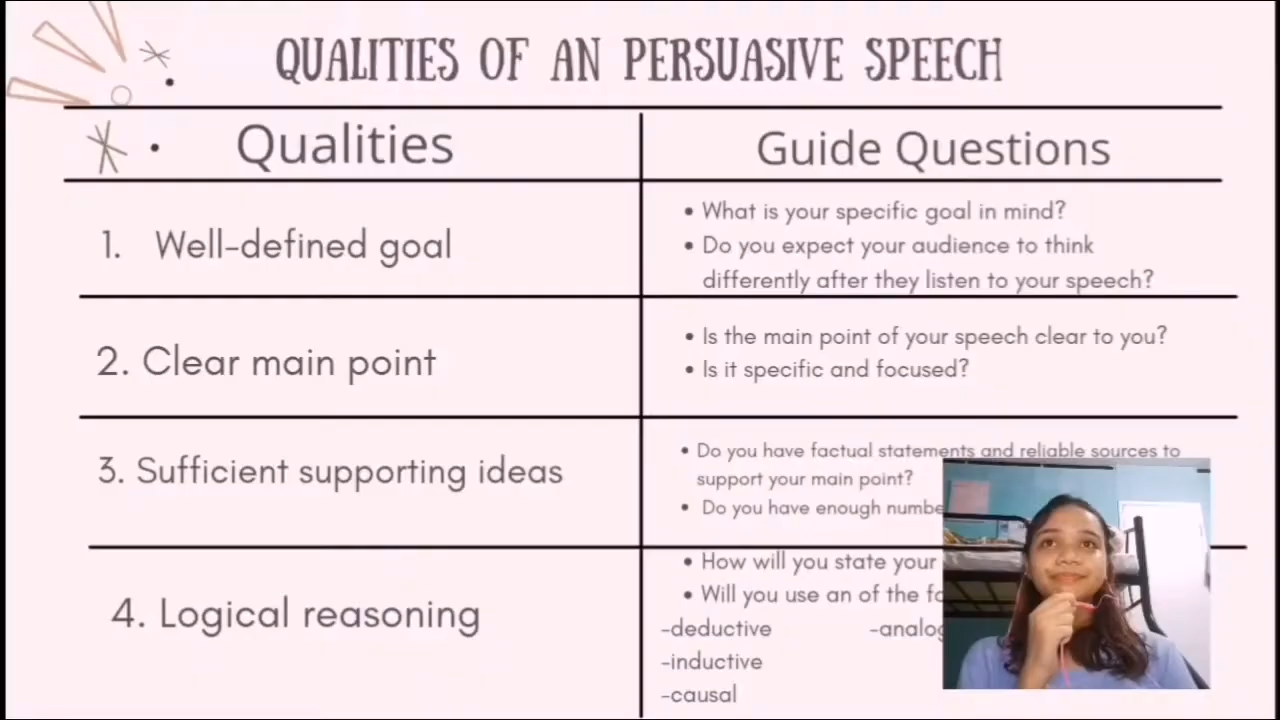 QUALITIES OF AN PERSUASIVE SPEECH
Qualities
Guide Questions
1. Well-defined goal
• What is your specific goal in mind?
• Do you expect your audience to think
differently after they listen to your speech?
2. Clear main point
• Is the main point of your speech clear to you?
• Is it specific and focused?
3. Sufficient supporting ideas
• Do you have factual statements and reliable sources to
support your main point?
• Do you have enough
4. Logical reasoning
• How will you state your
• Will you use an of the
-deductive
-inductive
-causal